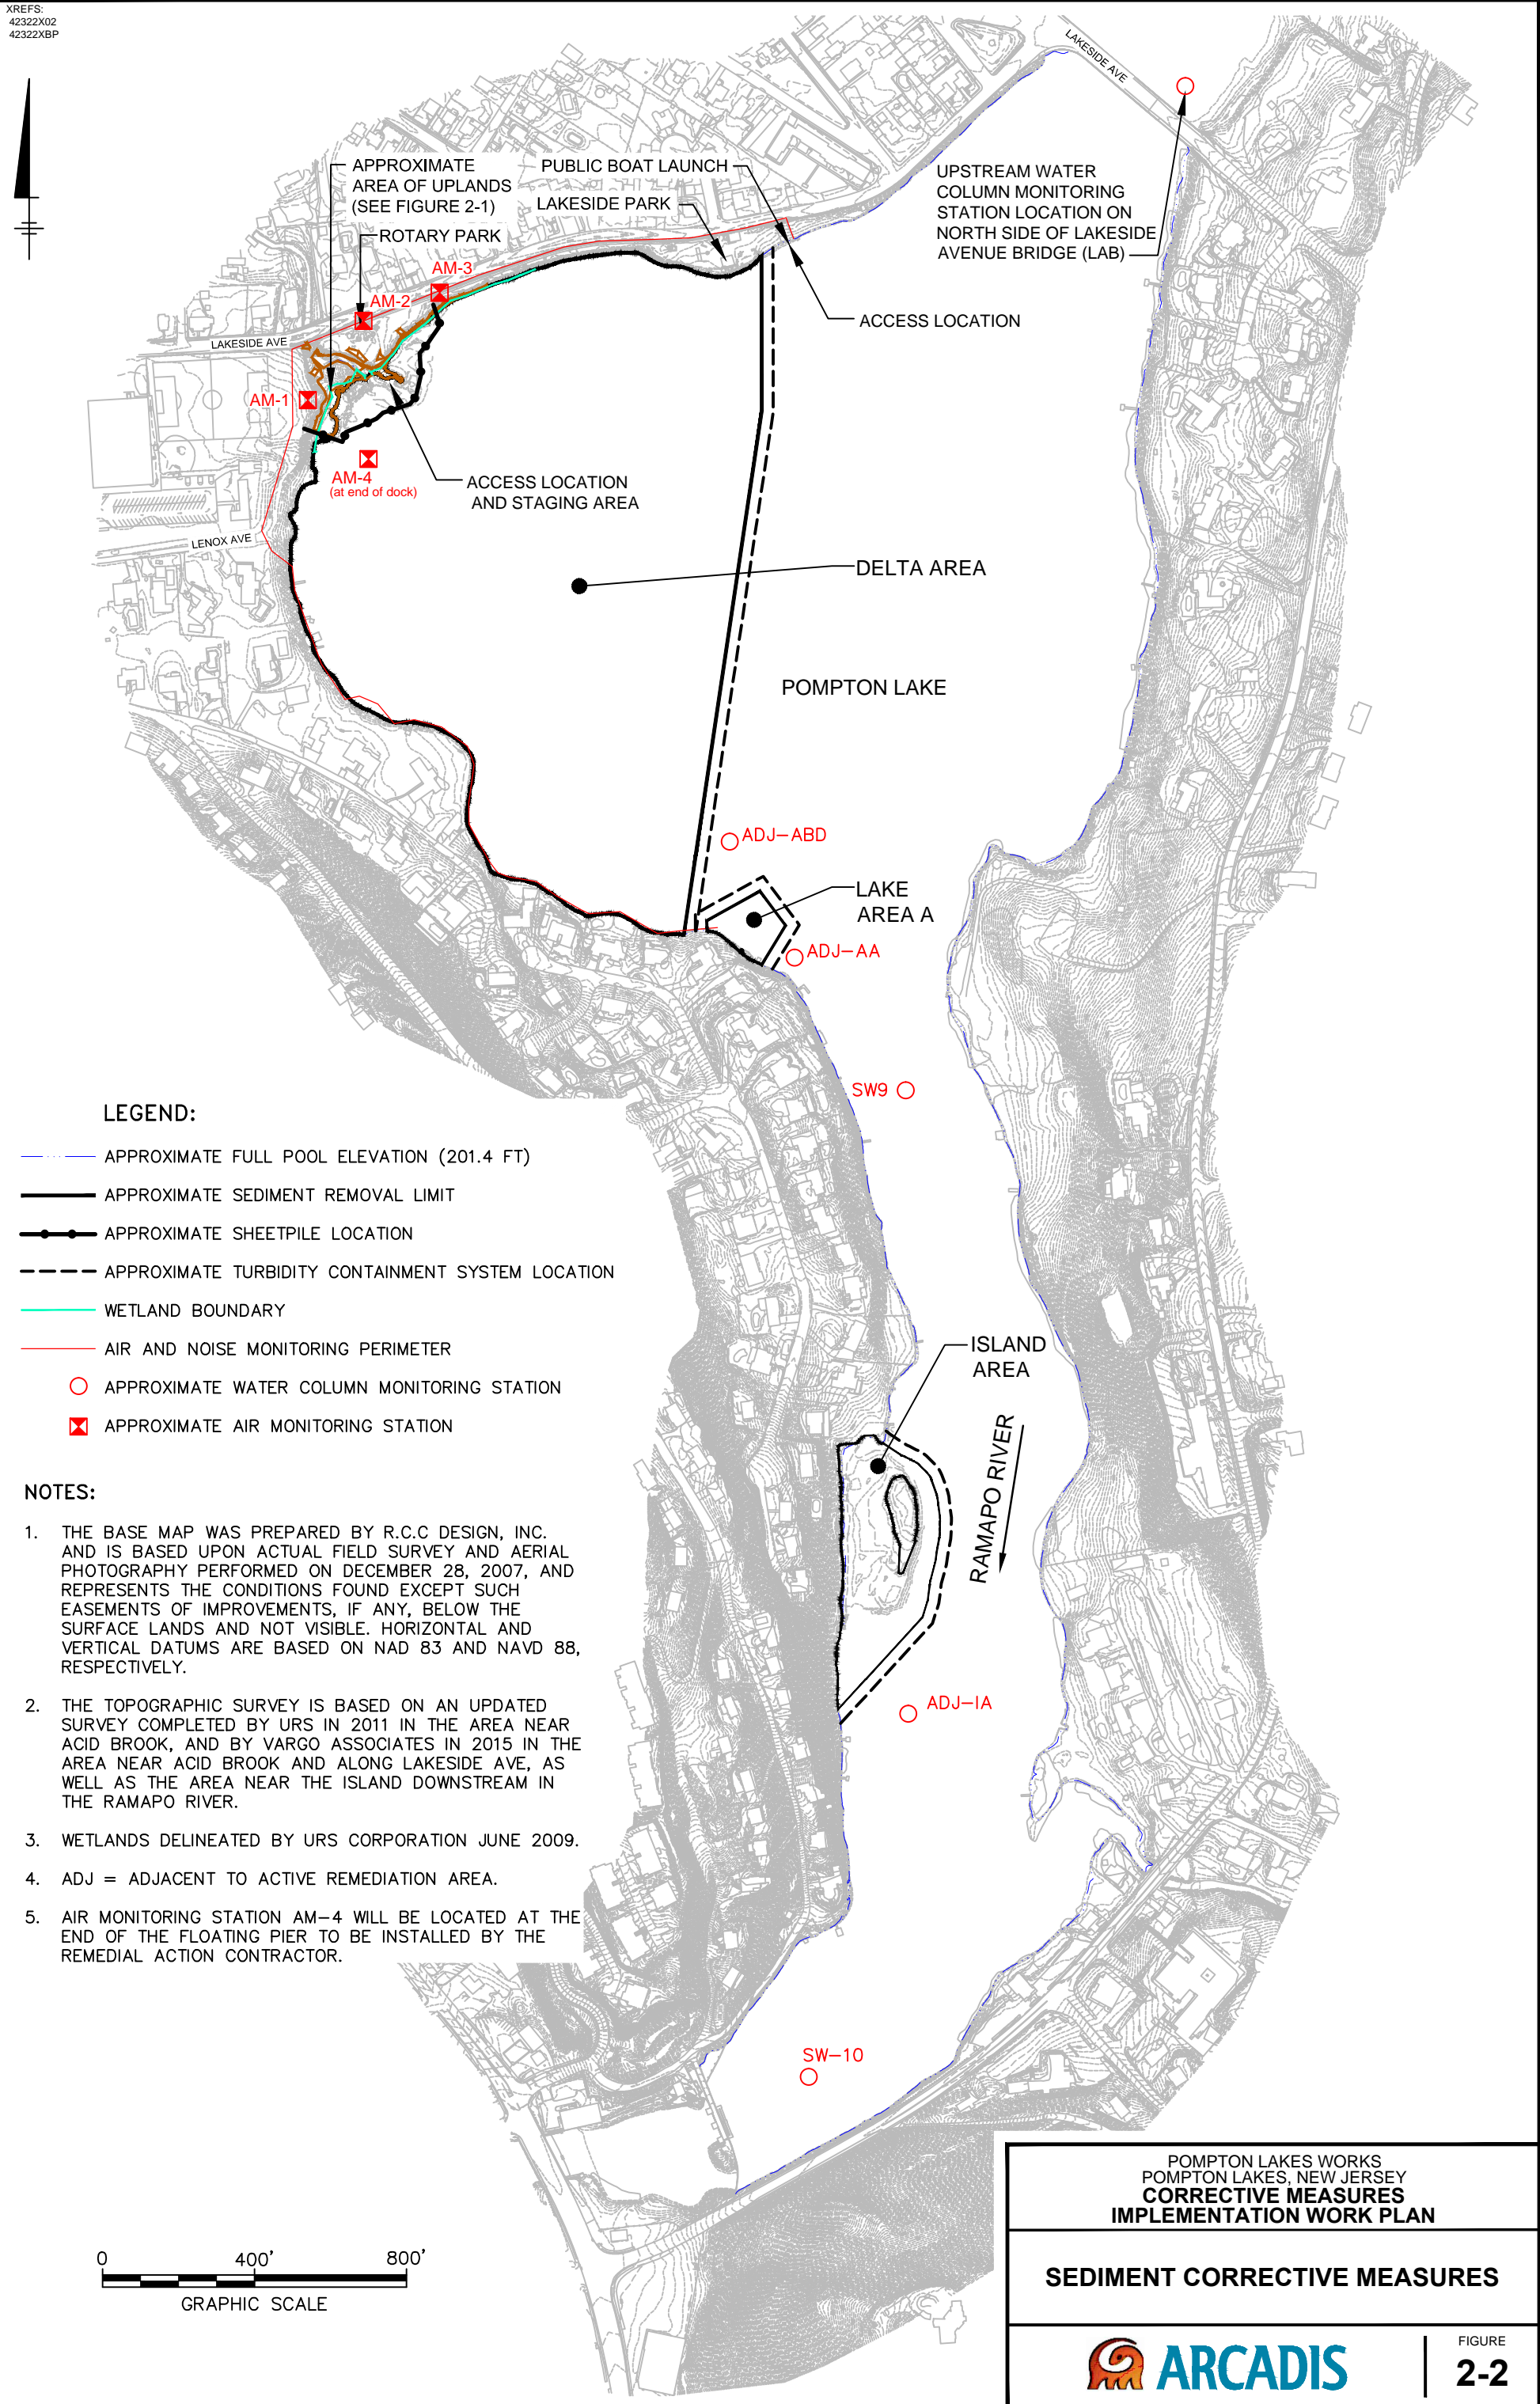 XREFS:
42322X02
42322XBP
LAKESIDE AVE
APPROXIMATE
AREA OF UPLANDS
(SEE FIGURE 2-1)
PUBLIC BOAT LAUNCH
LAKESIDE PARK
ROTARY PARK
UPSTREAM WATER
COLUMN MONITORING
STATION LOCATION ON
NORTH SIDE OF LAKESIDE
AVENUE BRIDGE (LAB)
AM-3
AM-2
ACCESS LOCATION
LAKESIDE AVE
AM-1
AM-4
(at end of dock)
ACCESS LOCATION
AND STAGING AREA
LENOX AVE
DELTA AREA
POMPTON LAKE
ADJ-ABD
LAKE
AREA A
ADJ-AA
SW9
LEGEND:
APPROXIMATE FULL POOL ELEVATION (201.4 FT)
APPROXIMATE SEDIMENT REMOVAL LIMIT
APPROXIMATE SHEETPILE LOCATION
APPROXIMATE TURBIDITY CONTAINMENT SYSTEM LOCATION
WETLAND BOUNDARY
AIR AND NOISE MONITORING PERIMETER
APPROXIMATE WATER COLUMN MONITORING STATION
APPROXIMATE AIR MONITORING STATION
ISLAND
AREA
RAMAPO RIVER
NOTES:
1. THE BASE MAP WAS PREPARED BY R.C.C DESIGN, INC.
AND IS BASED UPON ACTUAL FIELD SURVEY AND AERIAL
PHOTOGRAPHY PERFORMED ON DECEMBER 28, 2007, AND
REPRESENTS THE CONDITIONS FOUND EXCEPT SUCH
EASEMENTS OF IMPROVEMENTS, IF ANY, BELOW THE
SURFACE LANDS AND NOT VISIBLE. HORIZONTAL AND
VERTICAL DATUMS ARE BASED ON NAD 83 AND NAVD 88,
RESPECTIVELY.
2. THE TOPOGRAPHIC SURVEY IS BASED ON AN UPDATED
SURVEY COMPLETED BY URS IN 2011 IN THE AREA NEAR
ACID BROOK, AND BY VARGO ASSOCIATES IN 2015 IN THE
AREA NEAR ACID BROOK AND ALONG LAKESIDE AVE, AS
WELL AS THE AREA NEAR THE ISLAND DOWNSTREAM IN
THE RAMAPO RIVER.
3. WETLANDS DELINEATED BY URS CORPORATION JUNE 2009.
4. ADJ = ADJACENT TO ACTIVE REMEDIATION AREA.
5. AIR MONITORING STATION AM-4 WILL BE LOCATED AT THE
END OF THE FLOATING PIER TO BE INSTALLED BY THE
REMEDIAL ACTION CONTRACTOR.
ADJ-IA
SW-10
0 400' 800'
GRAPHIC SCALE
POMPTON LAKES WORKS
POMPTON LAKES, NEW JERSEY
CORRECTIVE MEASURES
IMPLEMENTATION WORK PLAN
SEDIMENT CORRECTIVE MEASURES
ARCADIS
FIGURE
2-2